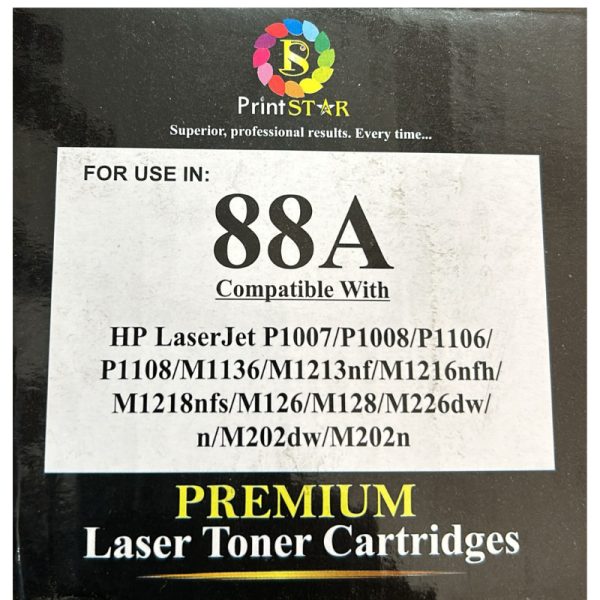 PS
PrintSTAR
Superior, professional results. Every time...
FOR USE IN:
88A
Compatible With
HP LaserJet P1007/P1008/P1106/
P1108/M1136/M1213nf/M1216nfh/
M1218nfs/M126/M128/M226dw/
n/M202dw/M202n
PREMIUM
Laser Toner Cartridges